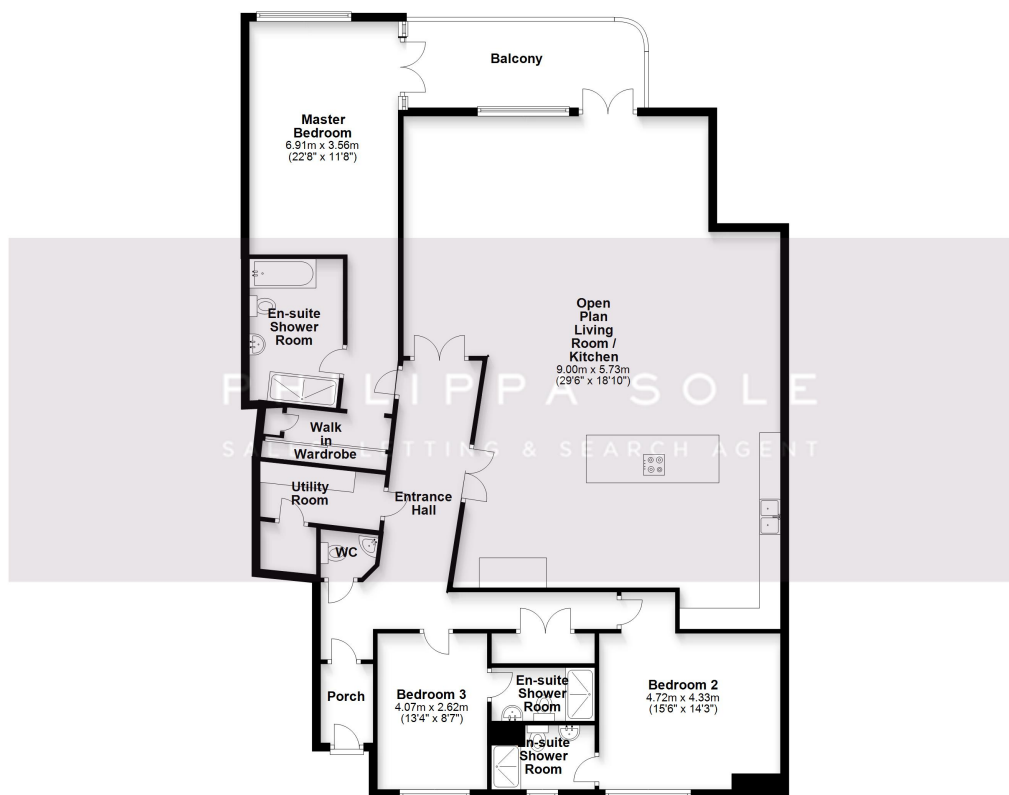 Balcony
Master
Bedroom
6.91m x 3.56m
(22'8" x 11'8")
En-suite
Shower
Room
Open
Plan
Living
Room /
Kitchen
9.00m x 5.73m
(29'6" x 18'10")
PHILIPPA SOLE
SALES, LETTING & SEARCH AGENT
Walk
in
Wardrobe
Utility
Room
Entrance
Hall
WC
Porch
Bedroom 3
4.07m x 2.62m
(13'4" x 8'7")
En-suite
Shower
Room
Bedroom 2
4.72m x 4.33m
(15'6" x 14'3")
En-suite
Shower
Room